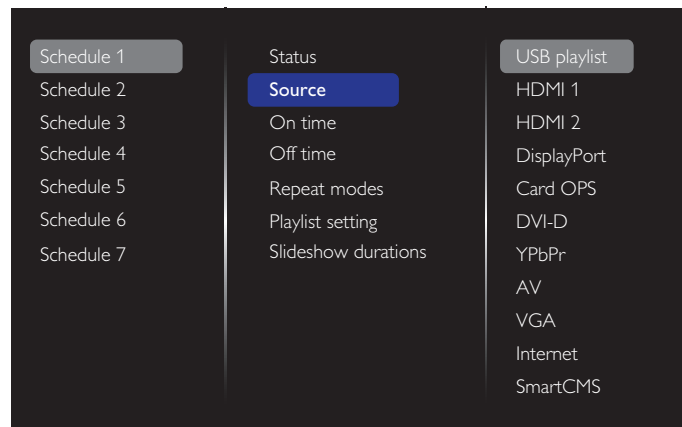 Schedule 1
Schedule 2
Schedule 3
Schedule 4
Schedule 5
Schedule 6
Schedule 7
Status
Source
On time
Off time
Repeat modes
Playlist setting
Slideshow durations
USB playlist
HDMI 1
HDMI 2
DisplayPort
Card OPS
DVI-D
YPbPr
AV
VGA
Internet
SmartCMS